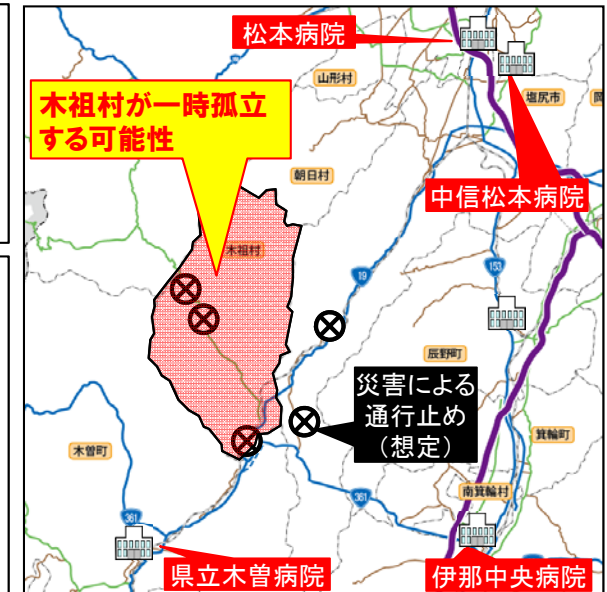 松本病院
山形村
塩尻市
木祖村が一時孤立
する可能性
朝日村
中信松本病院
木祖村
19
153
辰野町
災害による
通行止め
（想定）
木曽町
箕輪町
361
南箕輪村
361
県立木曽病院
伊那中央病院